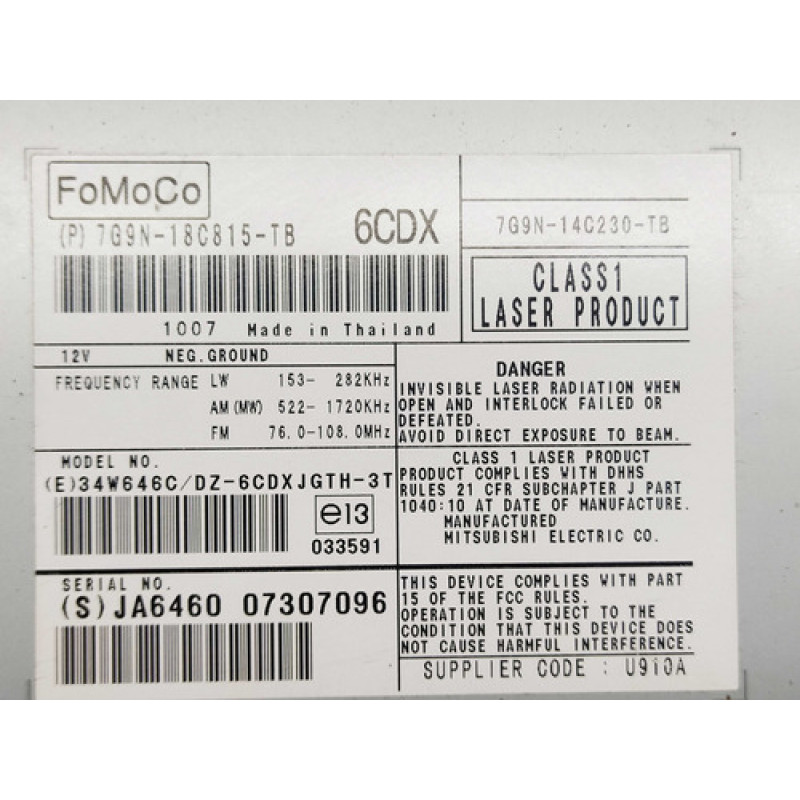 FoMoCo
(P) 7G9N-18C815-TB 6CDX
7G9N-14C230-TB
CLASS1
LASER PRODUCT
1007 Made in Thailand
12V NEG.GROUND
FREQUENCY RANGE LW 153- 282KHz
AM (MW) 522- 1720KHz
FM 76.0-108.0MHz
DANGER
INVISIBLE LASER RADIATION WHEN
OPEN AND INTERLOCK FAILED OR
DEFEATED.
AVOID DIRECT EXPOSURE TO BEAM.
MODEL NO.
(E)34W646C/DZ-6CDXJGTH-3T
e13
033591
CLASS 1 LASER PRODUCT
PRODUCT COMPLIES WITH DHHS
RULES 21 CFR SUBCHAPTER J PART
1040:10 AT DATE OF MANUFACTURE.
MANUFACTURED
MITSUBISHI ELECTRIC CO.
SERIAL NO.
(S)JA6460 07307096
THIS DEVICE COMPLIES WITH PART
15 OF THE FCC RULES.
OPERATION IS SUBJECT TO THE
CONDITION THAT THIS DEVICE DOES
NOT CAUSE HARMFUL INTERFERENCE.
SUPPLIER CODE : U910A